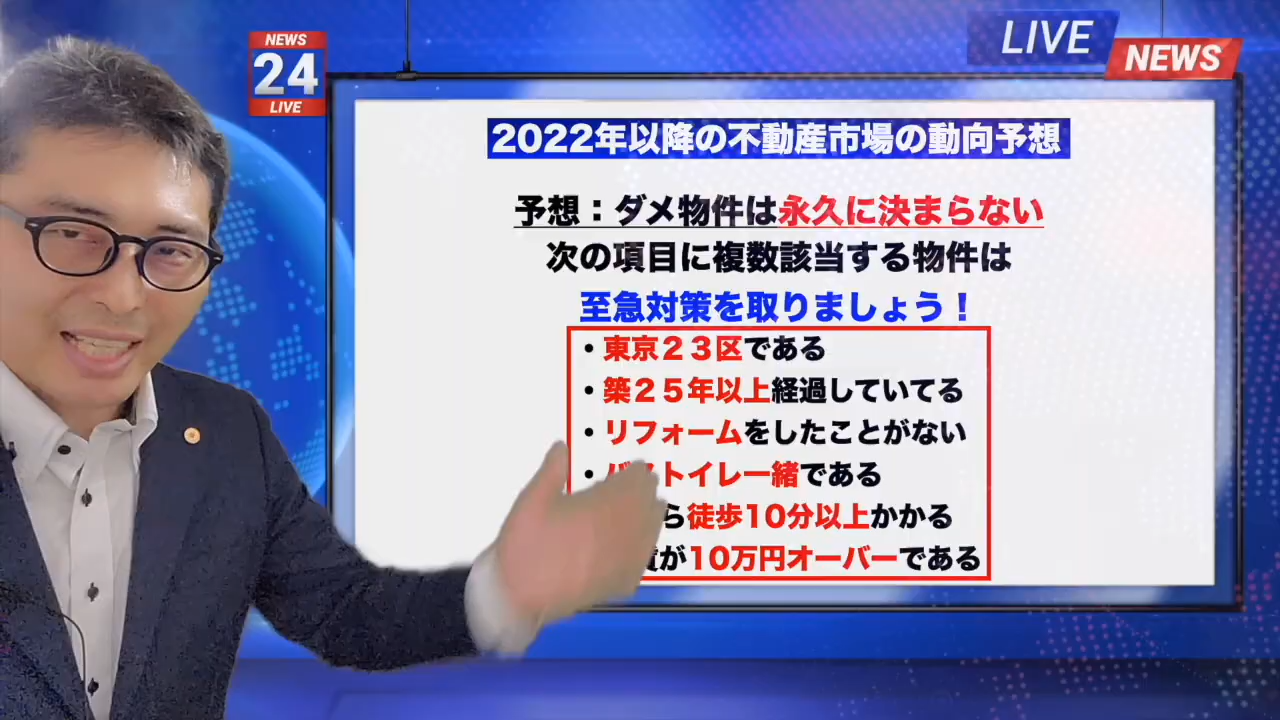 NEWS
24
LIVE
LIVE
NEWS
2022年以降の不動産市場の動向予想
予想：ダメ物件は永久に決まらない
次の項目に複数該当する物件は
至急対策を取りましょう！
・東京２３区である
・築２５年以上経過していてる
・リフォームをしたことがない
・バストイレ一緒である
ら徒歩10分以上かかる
が10万円オーバーである